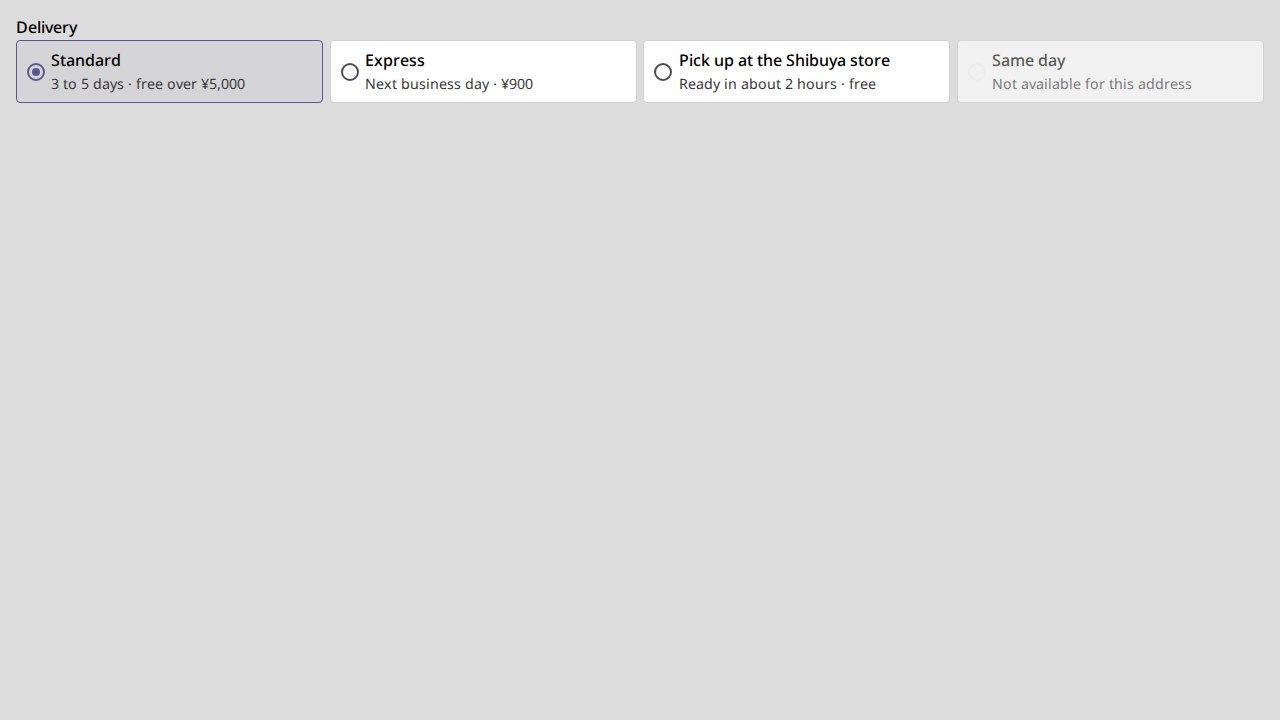 Delivery
Standard
3 to 5 days · free over ¥5,000
Express
Next business day · ¥900
Pick up at the Shibuya store
Ready in about 2 hours · free
Same day
Not available for this address